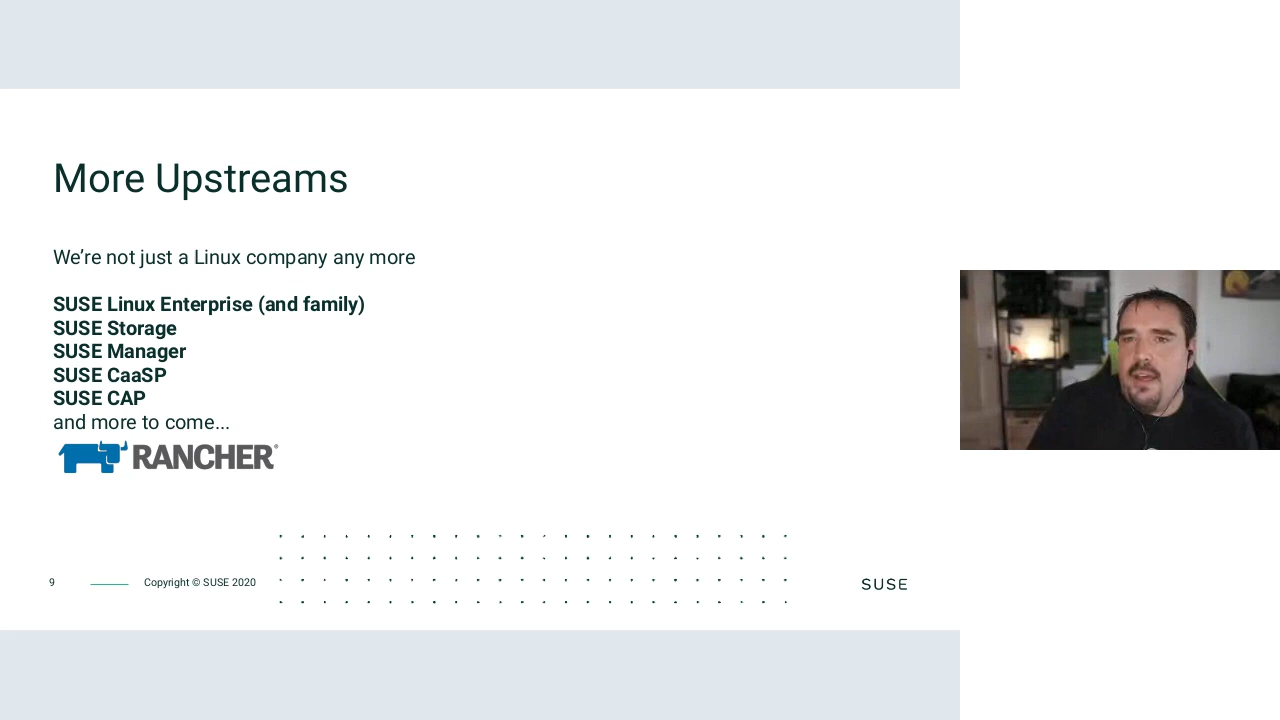 More Upstreams
We’re not just a Linux company any more
SUSE Linux Enterprise (and family)
SUSE Storage
SUSE Manager
SUSE CaaSP
SUSE CAP
and more to come...
RANCHER®
9
Copyright © SUSE 2020
SUSE